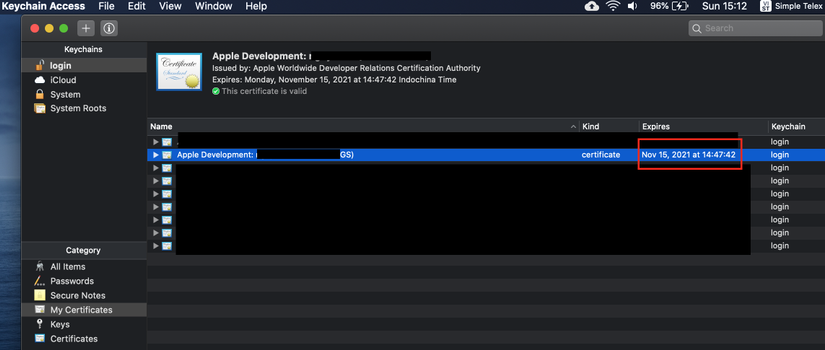 Keychain Access File Edit View Window Help 96% Sun 15:12 VI ST Simple Telex
Search
Keychains
login
iCloud
System
System Roots
Certificate
Standard
Apple Development:
Issued by: Apple Worldwide Developer Relations Certification Authority
Expires: Monday, November 15, 2021 at 14:47:42 Indochina Time
This certificate is valid
Name Kind Expires Keychain
login
Apple Development: GS) certificate Nov 15, 2021 at 14:47:42 login
login
login
login
login
login
login
login
Category
All Items
Passwords
Secure Notes
My Certificates
Keys
Certificates